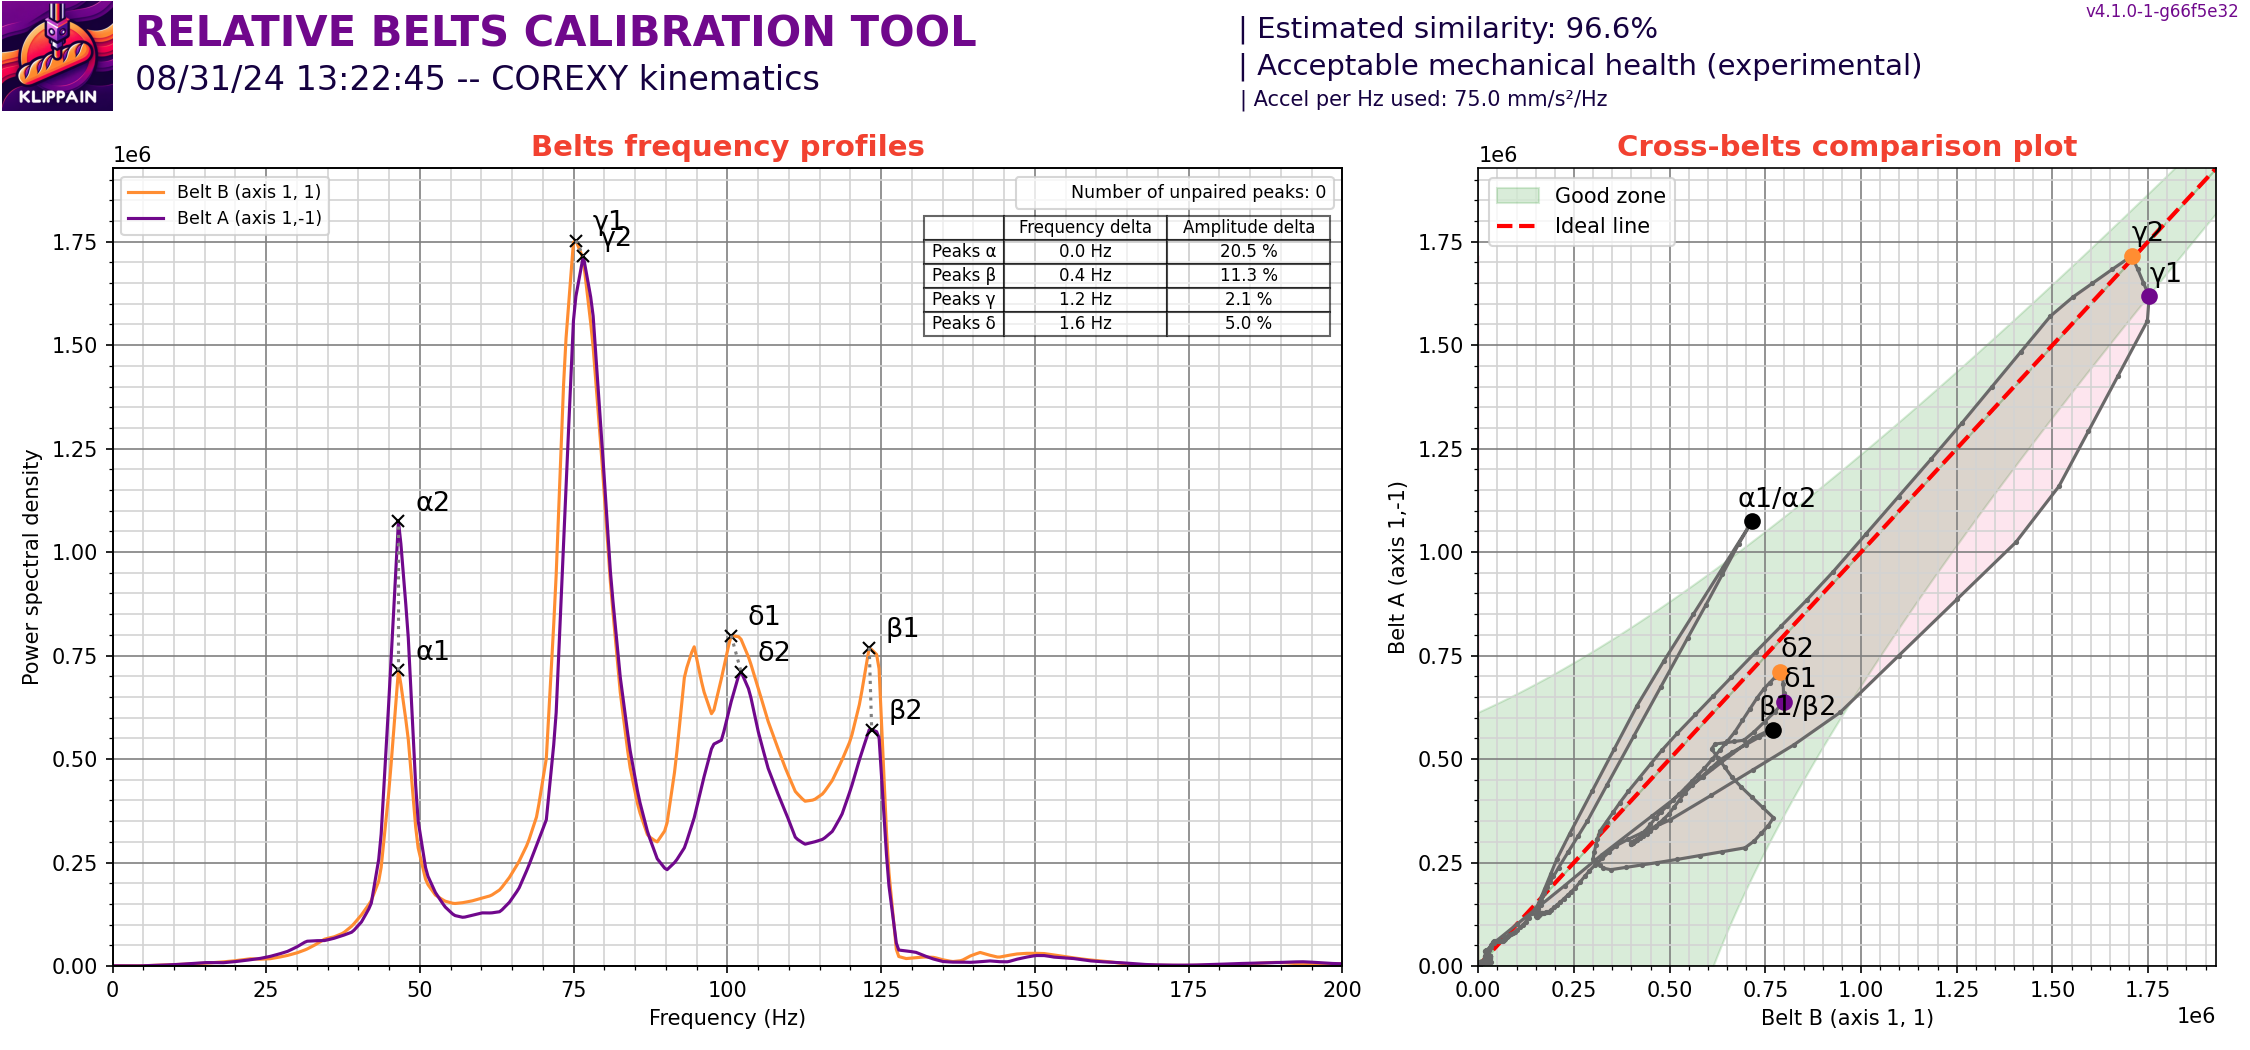 RELATIVE BELTS CALIBRATION TOOL
08/31/24 13:22:45 -- COREXY kinematics
KLIPPAIN
| Estimated similarity: 96.6%
| Acceptable mechanical health (experimental)
| Accel per Hz used: 75.0 mm/s²/Hz
v4.1.0-1-g66f5e32
Belts frequency profiles
1e6
Belt B (axis 1, 1)
Belt A (axis 1,-1)
Number of unpaired peaks: 0
Frequency delta Amplitude delta
Peaks α 0.0 Hz 20.5 %
Peaks β 0.4 Hz 11.3 %
Peaks γ 1.2 Hz 2.1 %
Peaks δ 1.6 Hz 5.0 %
γ1
γ2
α2
α1
δ1
δ2
β1
β2
1.75
1.50
1.25
1.00
0.75
0.50
0.25
0.00
Power spectral density
0 25 50 75 100 125 150 175 200
Frequency (Hz)
Cross-belts comparison plot
1e6
Good zone
Ideal line
γ2
γ1
α1/α2
δ2
δ1
β1/β2
1.75
1.50
1.25
1.00
0.75
0.50
0.25
0.00
Belt A (axis 1,-1)
0.00 0.25 0.50 0.75 1.00 1.25 1.50 1.75
Belt B (axis 1, 1)
1e6